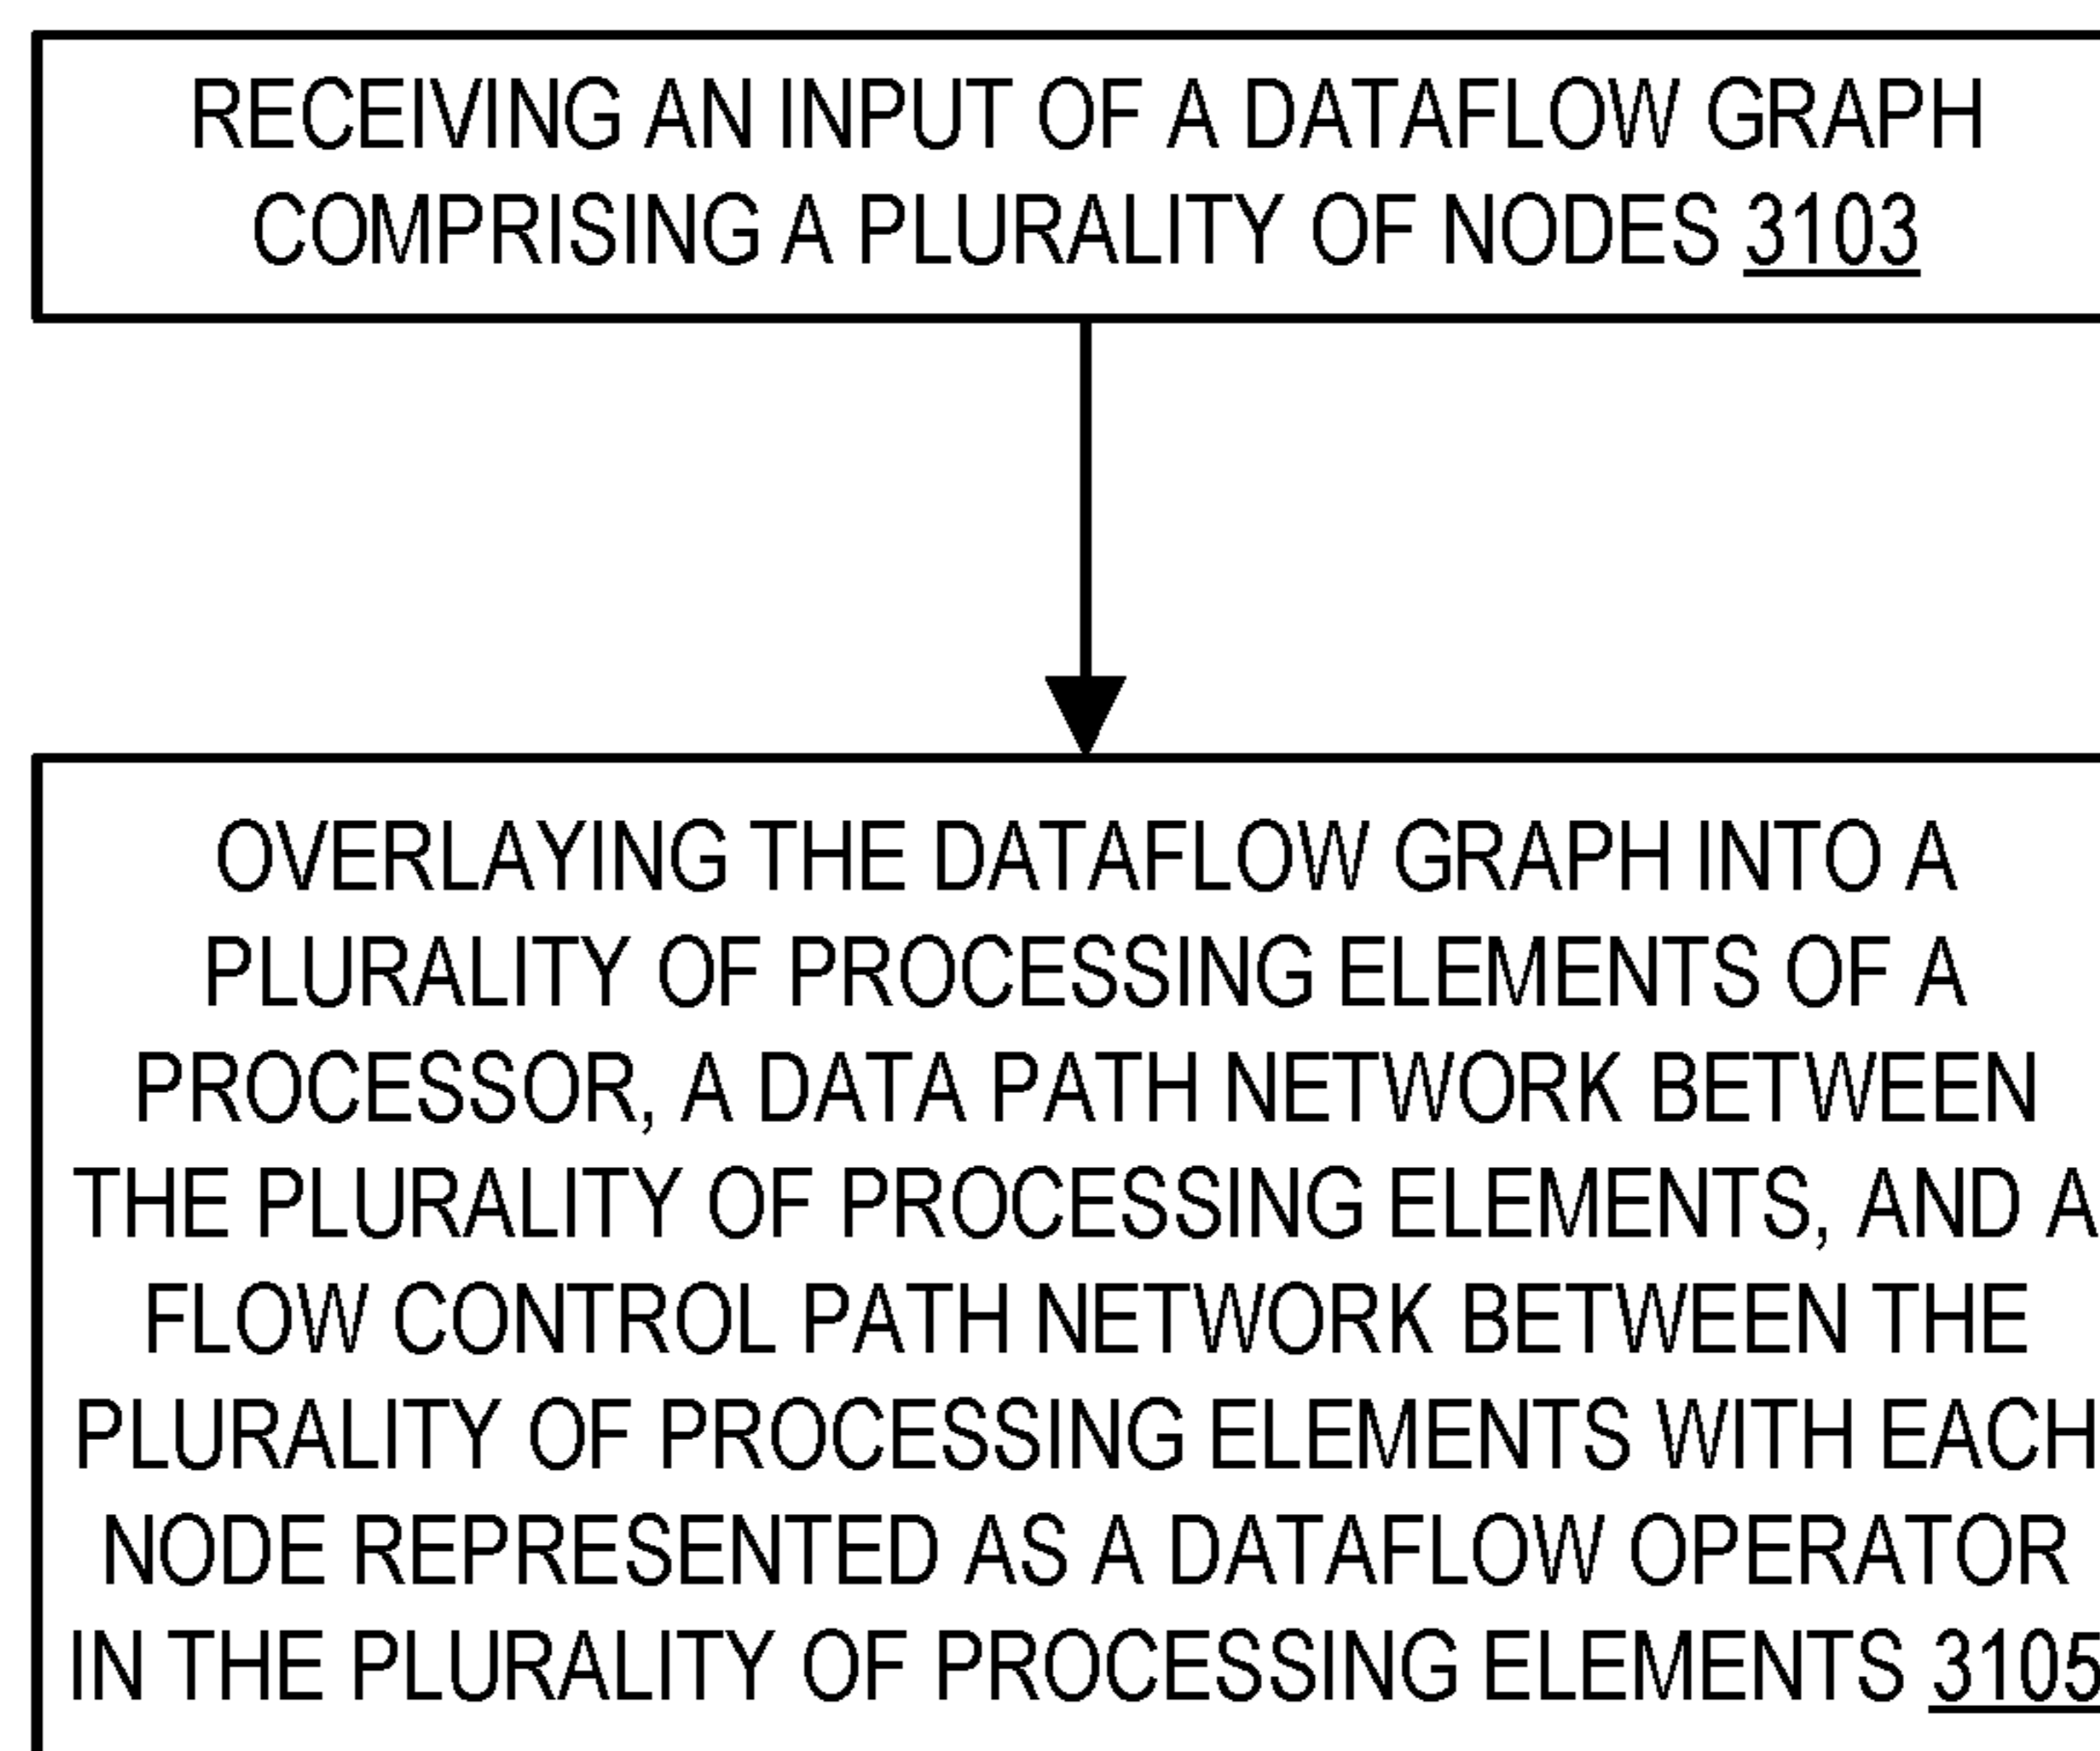 RECEIVING AN INPUT OF A DATAFLOW GRAPH
COMPRISING A PLURALITY OF NODES 3103
OVERLAYING THE DATAFLOW GRAPH INTO A
PLURALITY OF PROCESSING ELEMENTS OF A
PROCESSOR, A DATA PATH NETWORK BETWEEN
THE PLURALITY OF PROCESSING ELEMENTS, AND A
FLOW CONTROL PATH NETWORK BETWEEN THE
PLURALITY OF PROCESSING ELEMENTS WITH EACH
NODE REPRESENTED AS A DATAFLOW OPERATOR
IN THE PLURALITY OF PROCESSING ELEMENTS 3105